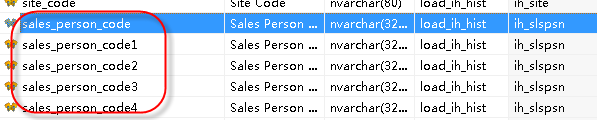 site_code Site Code nvarchar(80) load_ih_hist ih_site
sales_person_code Sales Person ... nvarchar(32... load_ih_hist ih_slspsn
sales_person_code1 Sales Person ... nvarchar(32... load_ih_hist ih_slspsn
sales_person_code2 Sales Person ... nvarchar(32... load_ih_hist ih_slspsn
sales_person_code3 Sales Person ... nvarchar(32... load_ih_hist ih_slspsn
sales_person_code4 Sales Person ... nvarchar(32... load_ih_hist ih_slspsn